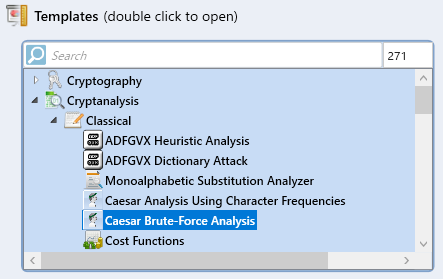 Templates (double click to open)
Search 271
Cryptography
Cryptanalysis
Classical
ADFGVX Heuristic Analysis
ADFGVX Dictionary Attack
Monoalphabetic Substitution Analyzer
Caesar Analysis Using Character Frequencies
Caesar Brute-Force Analysis
Cost Functions